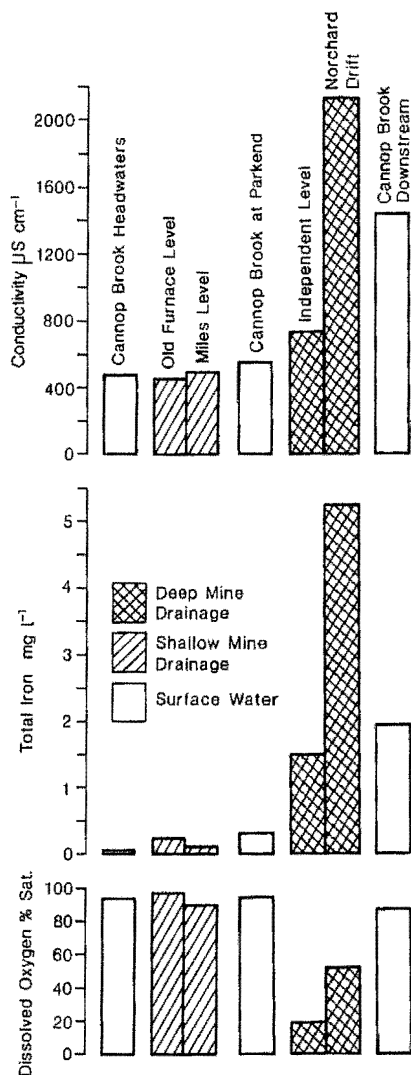 Conductivity µS cm⁻¹
2000
1600
1200
800
400
0
Cannop Brook Headwaters
Old Furnace Level
Miles Level
Cannop Brook at Parkend
Independent Level
Norchard
Drift
Cannop Brook
Downstream
Total Iron mg l⁻¹
5
4
3
2
1
0
Deep Mine
Drainage
Shallow Mine
Drainage
Surface Water
Dissolved Oxygen % Sat.
100
80
60
40
20
0